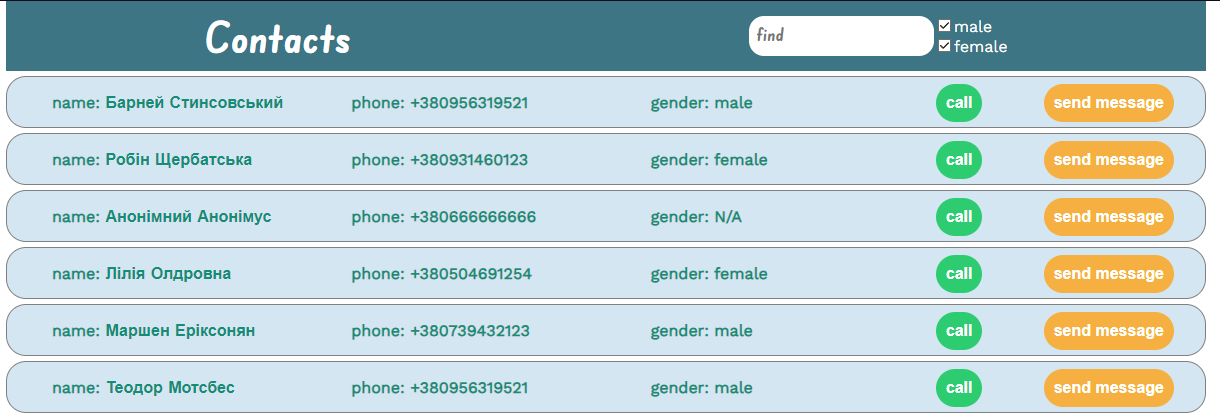 Contacts find male
female
name: Барней Стинсовський phone: +380956319521 gender: male call send message
name: Робін Щербатська phone: +380931460123 gender: female call send message
name: Анонімний Анонімус phone: +380666666666 gender: N/A call send message
name: Лілія Олдровна phone: +380504691254 gender: female call send message
name: Маршен Еріксонян phone: +380739432123 gender: male call send message
name: Теодор Мотсбес phone: +380956319521 gender: male call send message